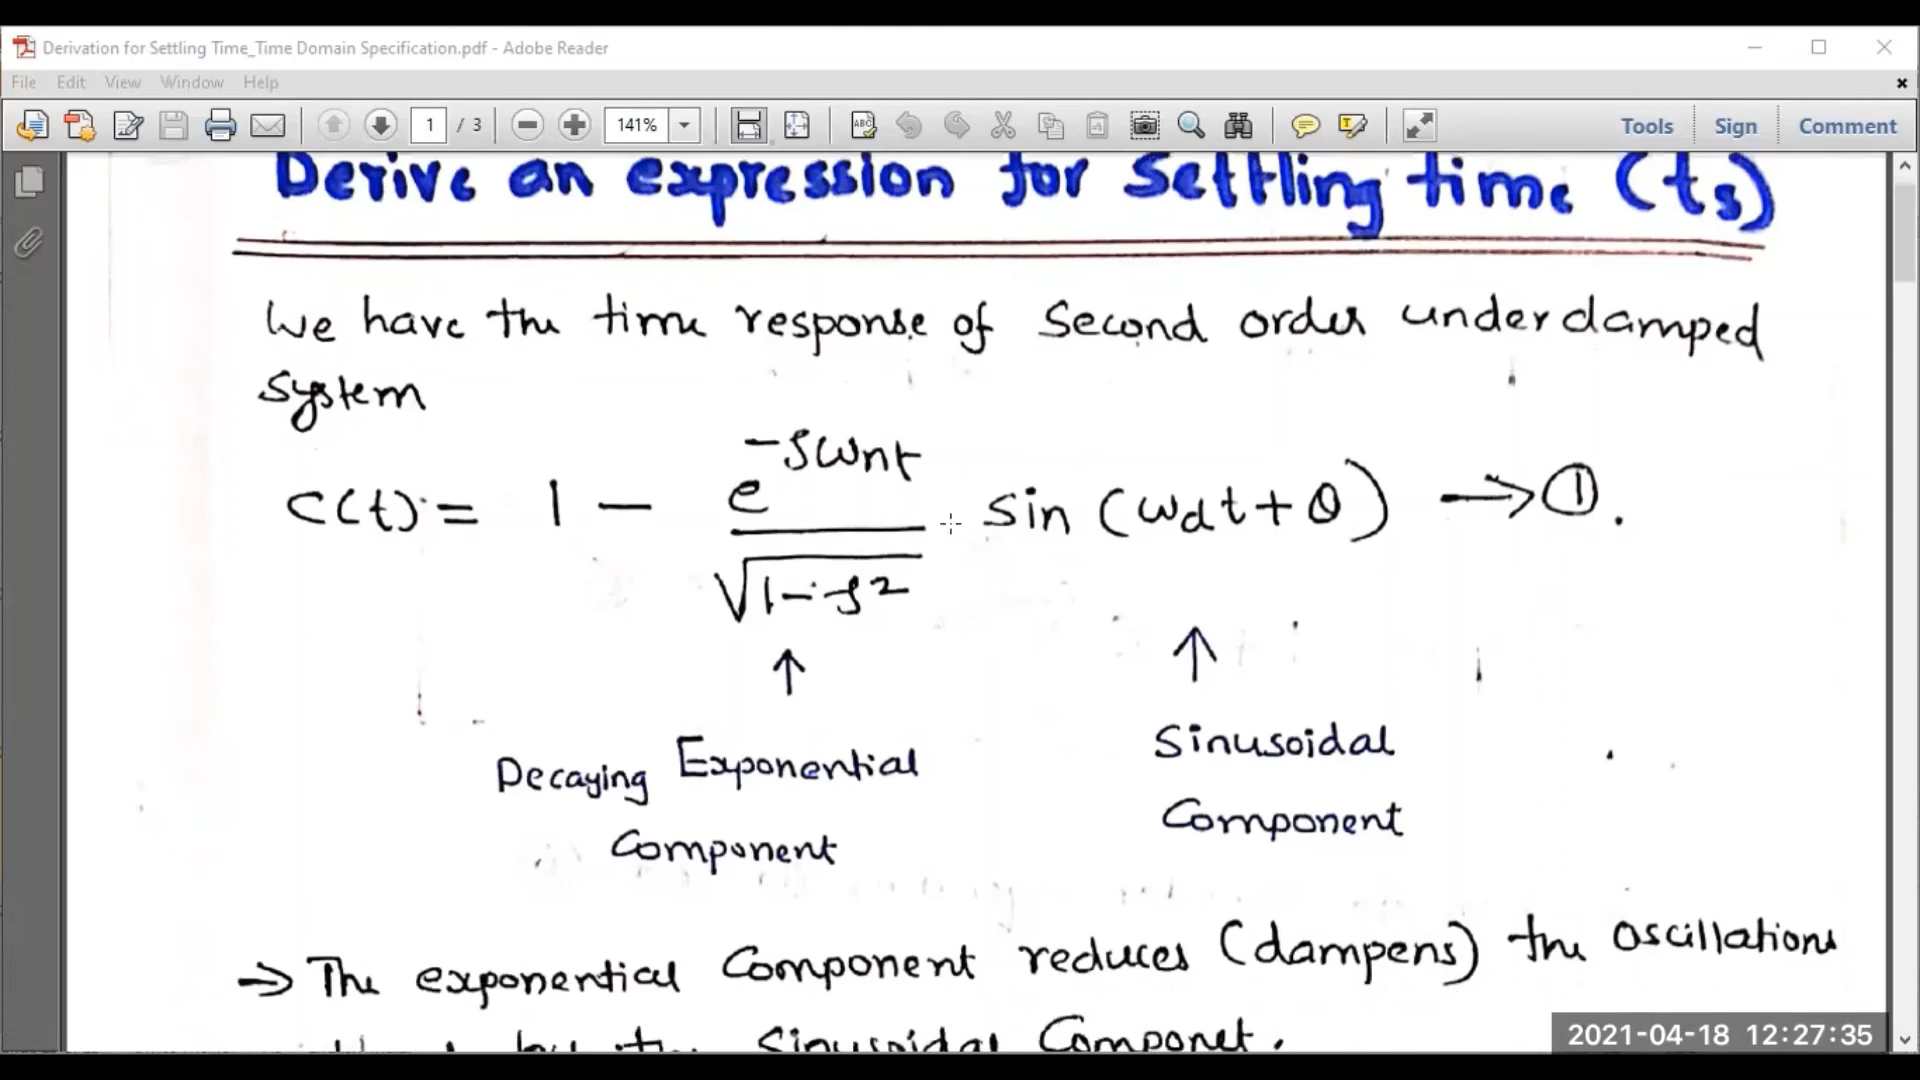 Derivation for Settling Time_Time Domain Specification.pdf - Adobe Reader
File Edit View Window Help
1 / 3 141% Tools Sign Comment
Derive an expression for Settling time (ts)
We have the time response of Second order underdamped
System
C(t) = 1 - e^-ζωnt / √1-ζ² sin (ωdt + θ) → ①.
↑ ↑
Decaying Exponential Component
Sinusoidal Component
→ The exponential Component reduces (dampens) the oscillations
Sinusoidal Componet.
2021-04-18 12:27:35